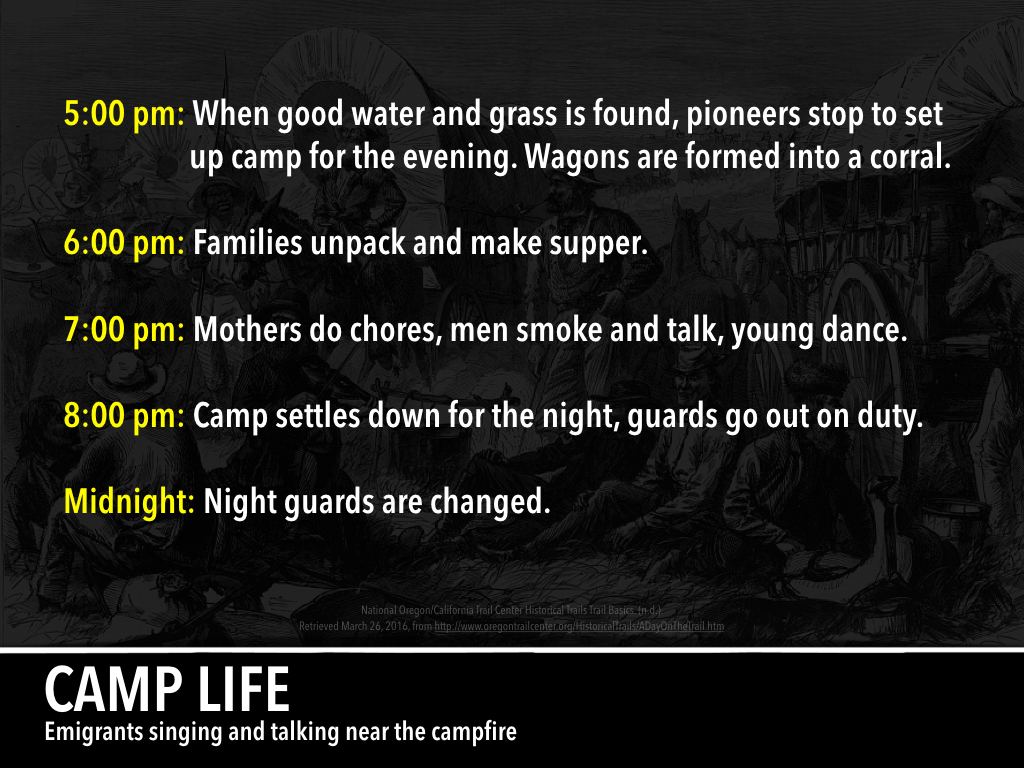 5:00 pm: When good water and grass is found, pioneers stop to set
up camp for the evening. Wagons are formed into a corral.
6:00 pm: Families unpack and make supper.
7:00 pm: Mothers do chores, men smoke and talk, young dance.
8:00 pm: Camp settles down for the night, guards go out on duty.
Midnight: Night guards are changed.
National Oregon/California Trail Center Historical Trails Trail Basics. (n.d.).
Retrieved March 26, 2016, from http://www.oregontrailcenter.org/HistoricalTrails/ADayOnTheTrail.htm
CAMP LIFE
Emigrants singing and talking near the campfire